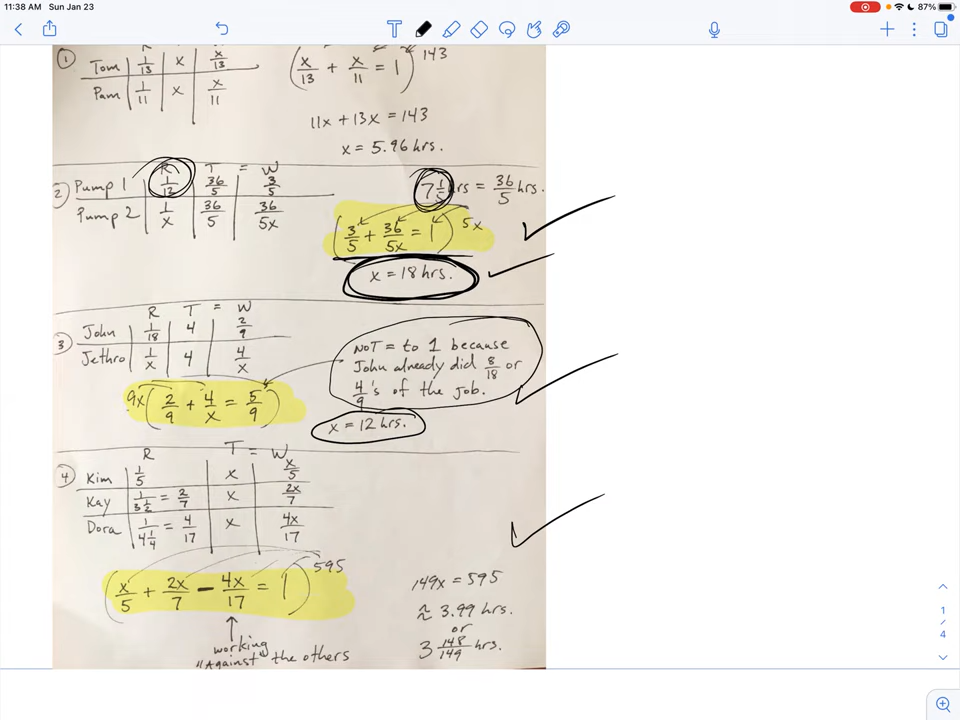 11:38 AM Sun Jan 23
87%
T
R
1 Tom 1/13 x x/13
(x/13 + x/11 = 1) 143
Pam 1/11 x x/11
11x + 13x = 143
x = 5.96 hrs.
R T = W
2 Pump 1 36/5 3/5
7 hrs = 36/5 hrs.
Pump 2 1/x 36/5 36/5x
(3/5 + 36/5x = 1) 5x
x = 18 hrs.
R T = W
3 John 1/18 4 2/9
Jethro 1/x 4 4/x
NOT = to 1 because
John already did 8/18 or
4/9's of the job.
9x(2/9 + 4/x = 5/9)
x = 12 hrs.
R T = W
4 Kim 1/5 x x/5
Kay 1/3 1/2 = 2/7 x 2x/7
Dora 1/4 1/4 = 4/17 x 4x/17
(x/5 + 2x/7 - 4x/17 = 1) 595
149x = 595
≈ 3.99 hrs.
or
3 148/149 hrs.
working
"Against" the others
1
/
4